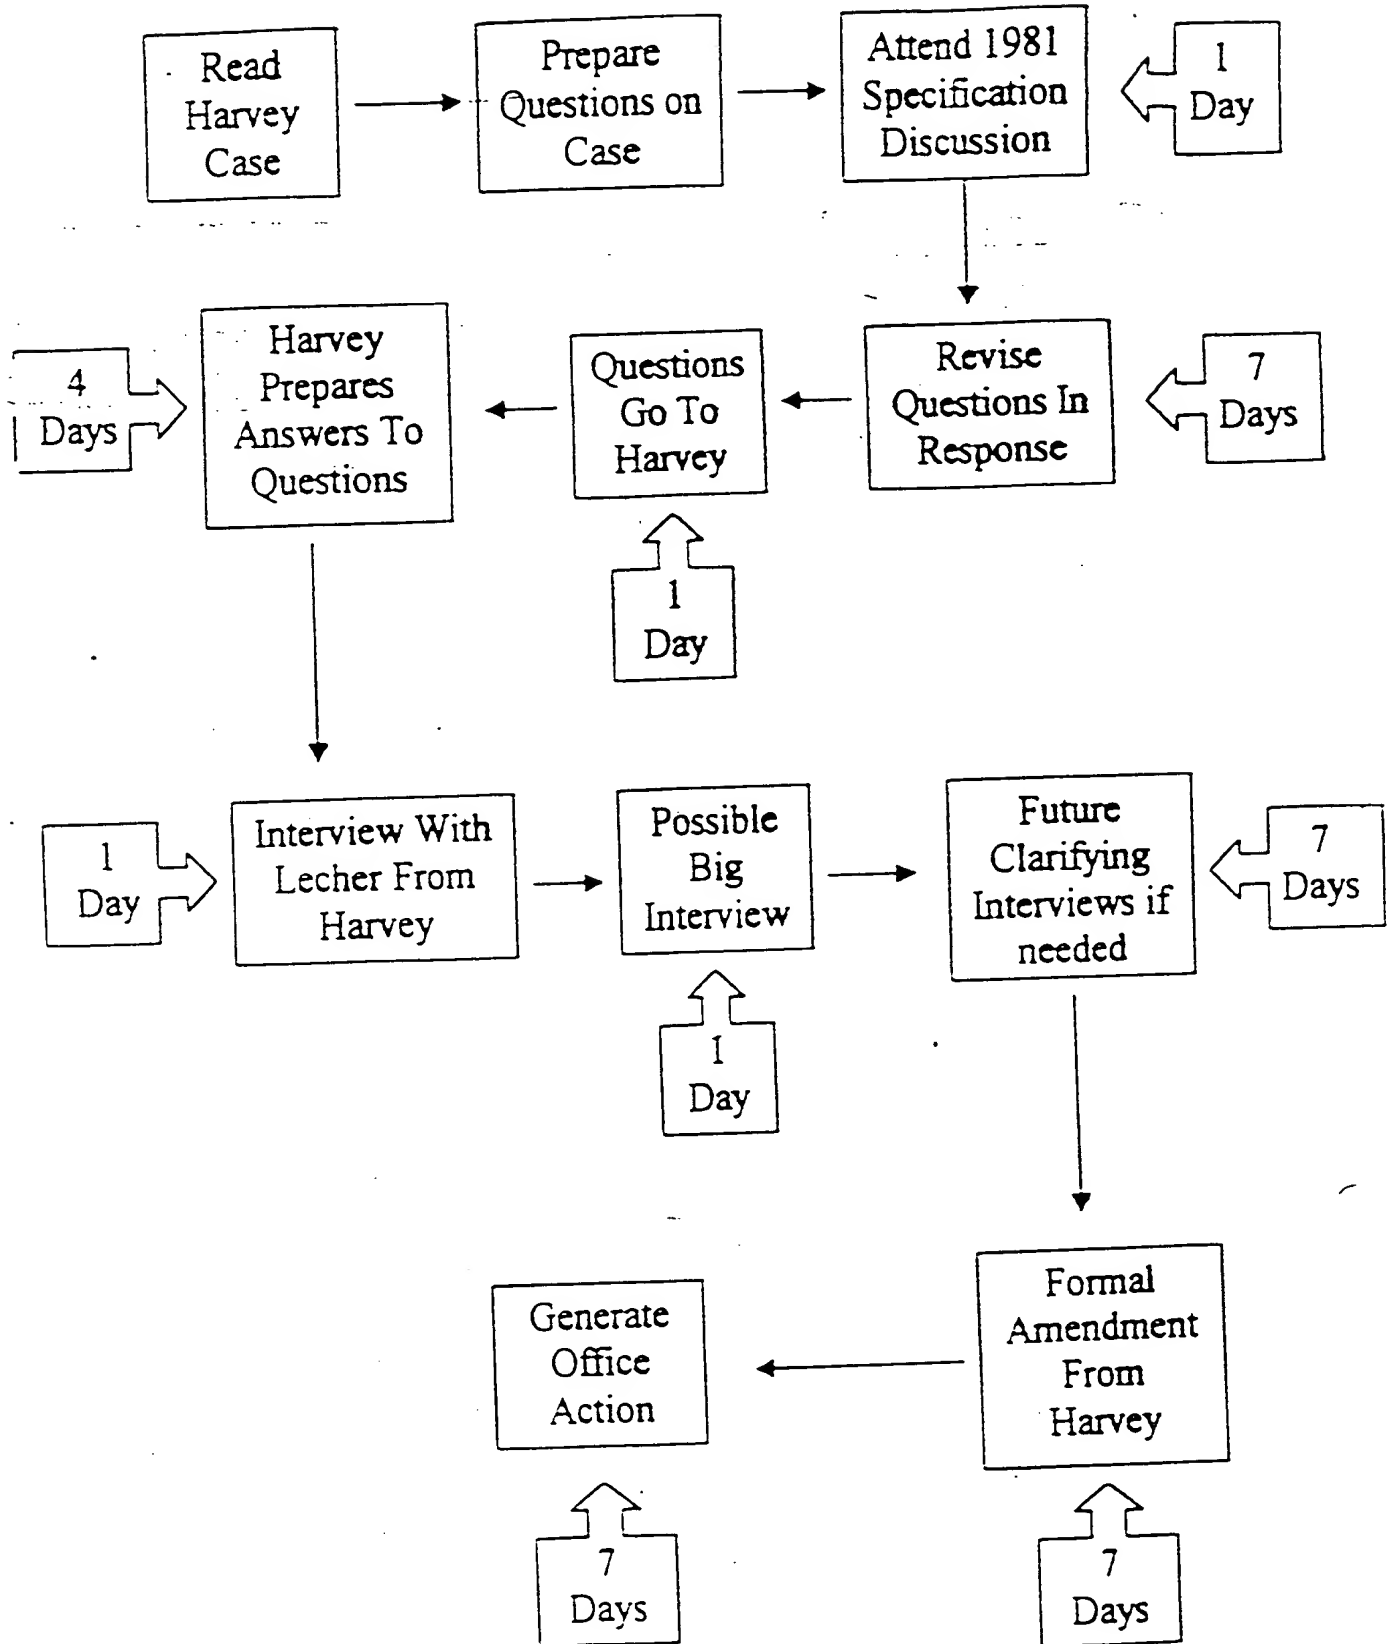 Read
Harvey
Case
Prepare
Questions on
Case
Attend 1981
Specification
Discussion
1
Day
Revise
Questions In
Response
7
Days
Questions
Go To
Harvey
1
Day
Harvey
Prepares
Answers To
Questions
4
Days
Interview With
Lecher From
Harvey
1
Day
Possible
Big
Interview
1
Day
Future
Clarifying
Interviews if
needed
7
Days
Formal
Amendment
From
Harvey
7
Days
Generate
Office
Action
7
Days